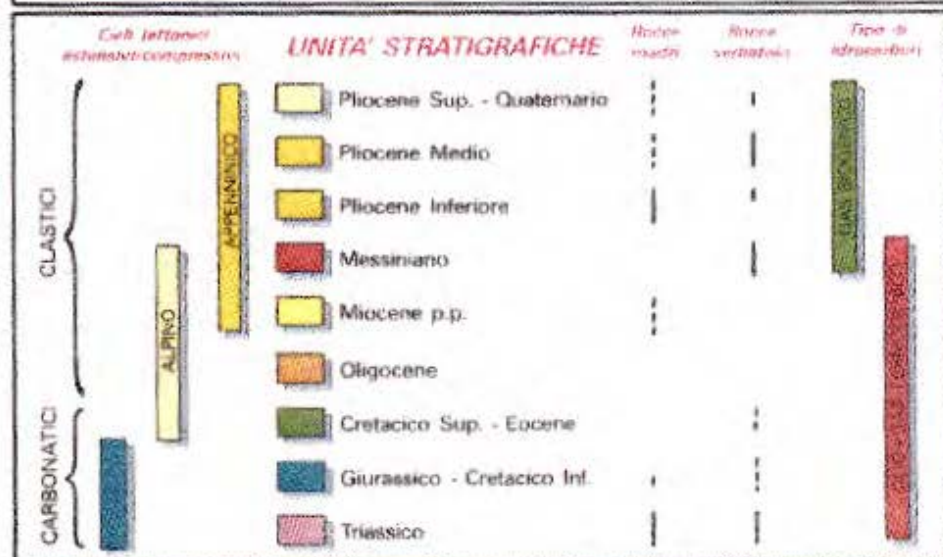 Cicli tettonici
estensivi/compressivi
UNITA' STRATIGRAFICHE
Rocce
madri
Rocce
serbatoio
Tipo di
idrocarburi
CLASTICI
CARBONATICI
ALPINO
APPENNINICO
Pliocene Sup. - Quaternario
Pliocene Medio
Pliocene Inferiore
Messiniano
Miocene p.p.
Oligocene
Cretacico Sup. - Eocene
Giurassico - Cretacico Inf.
Triassico
GAS BIOGENICO